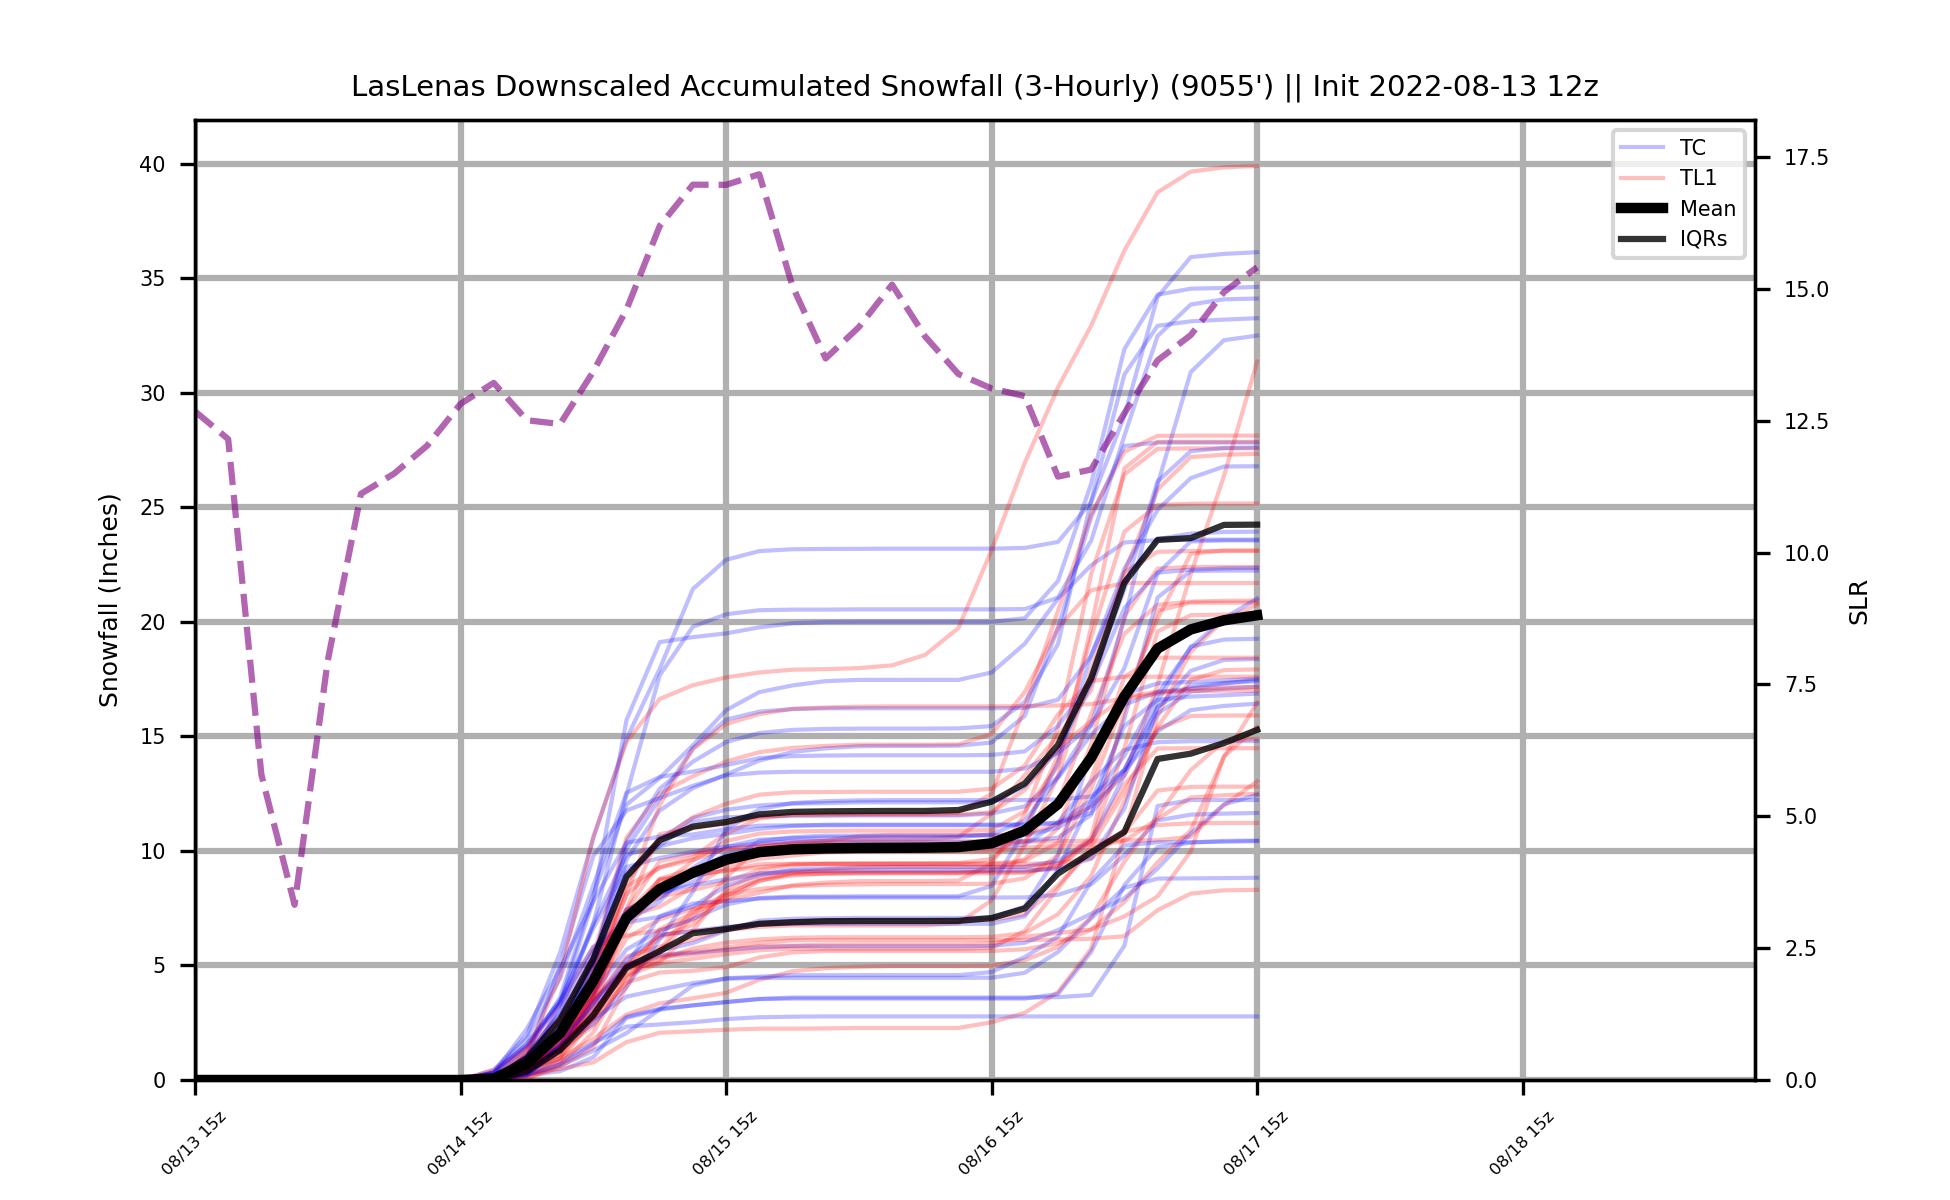 LasLenas Downscaled Accumulated Snowfall (3-Hourly) (9055') || Init 2022-08-13 12z
TC
TL1
Mean
IQRs
Snowfall (Inches)
40
35
30
25
20
15
10
5
0
17.5
15.0
12.5
10.0
7.5
5.0
2.5
0.0
SLR
08/13 15z
08/14 15z
08/15 15z
08/16 15z
08/17 15z
08/18 15z